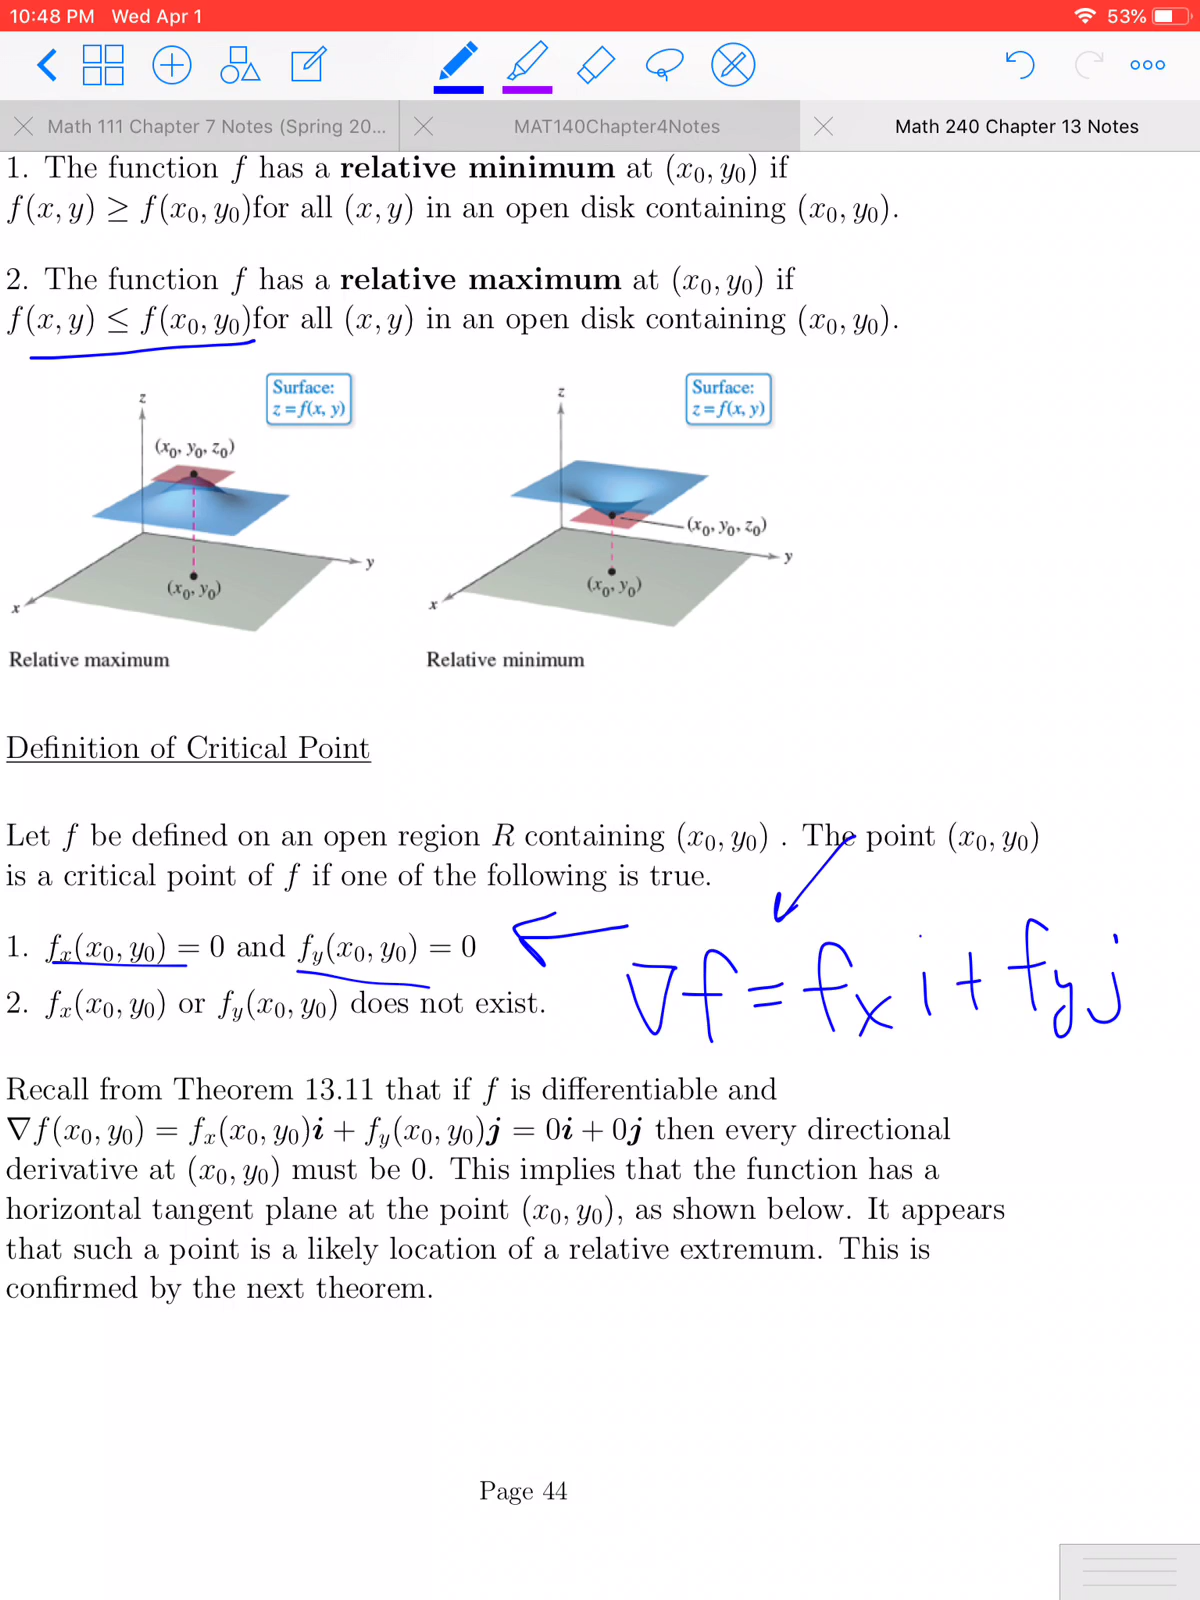 10:48 PM Wed Apr 1 53%
Math 111 Chapter 7 Notes (Spring 20... MAT140Chapter4Notes Math 240 Chapter 13 Notes
1. The function f has a relative minimum at (x₀, y₀) if
f(x, y) ≥ f(x₀, y₀)for all (x, y) in an open disk containing (x₀, y₀).
2. The function f has a relative maximum at (x₀, y₀) if
f(x, y) ≤ f(x₀, y₀)for all (x, y) in an open disk containing (x₀, y₀).
z
Surface:
z = f(x, y)
(x₀, y₀, z₀)
(x₀, y₀)
y
x
Relative maximum
z
Surface:
z = f(x, y)
(x₀, y₀, z₀)
(x₀, y₀)
y
x
Relative minimum
Definition of Critical Point
Let f be defined on an open region R containing (x₀, y₀) . The point (x₀, y₀)
is a critical point of f if one of the following is true.
1. fₓ(x₀, y₀) = 0 and f_y(x₀, y₀) = 0
∇f = fₓ i + f_y j
2. fₓ(x₀, y₀) or f_y(x₀, y₀) does not exist.
Recall from Theorem 13.11 that if f is differentiable and
∇f(x₀, y₀) = fₓ(x₀, y₀)i + f_y(x₀, y₀)j = 0i + 0j then every directional
derivative at (x₀, y₀) must be 0. This implies that the function has a
horizontal tangent plane at the point (x₀, y₀), as shown below. It appears
that such a point is a likely location of a relative extremum. This is
confirmed by the next theorem.
Page 44